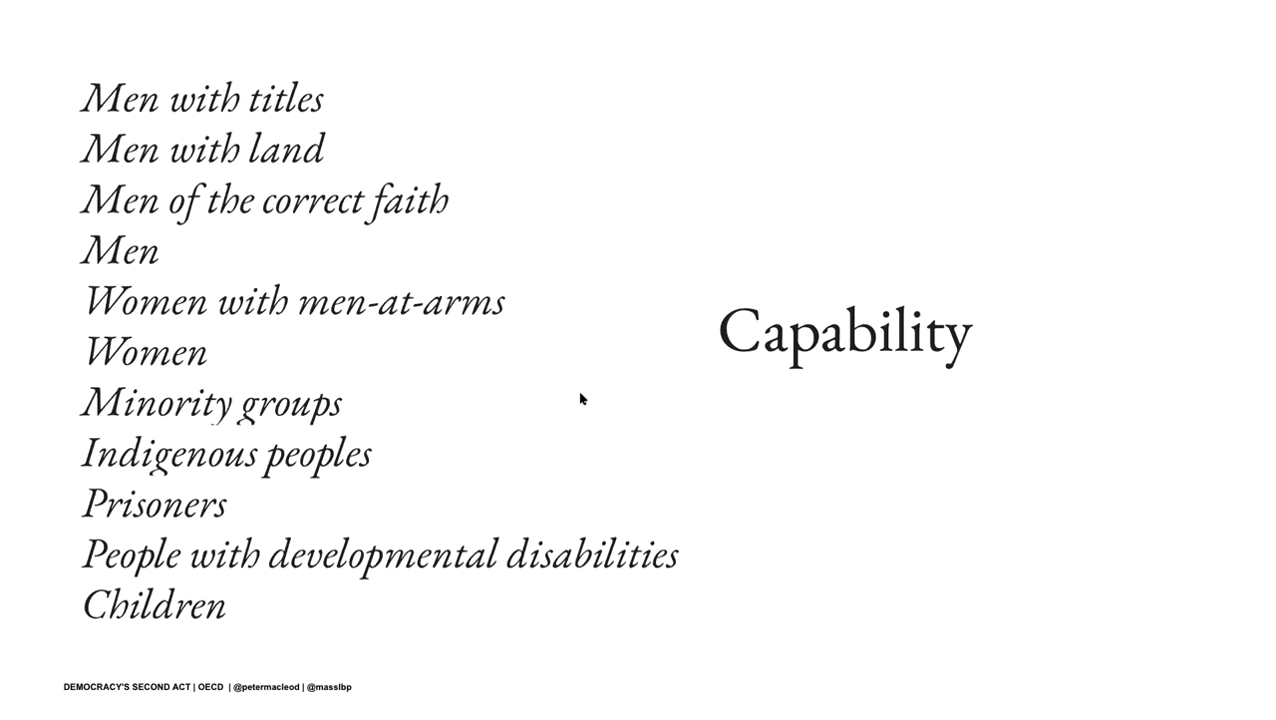 Men with titles
Men with land
Men of the correct faith
Men
Women with men-at-arms
Women
Minority groups
Indigenous peoples
Prisoners
People with developmental disabilities
Children
Capability
DEMOCRACY'S SECOND ACT | OECD | @petermacleod | @masslbp